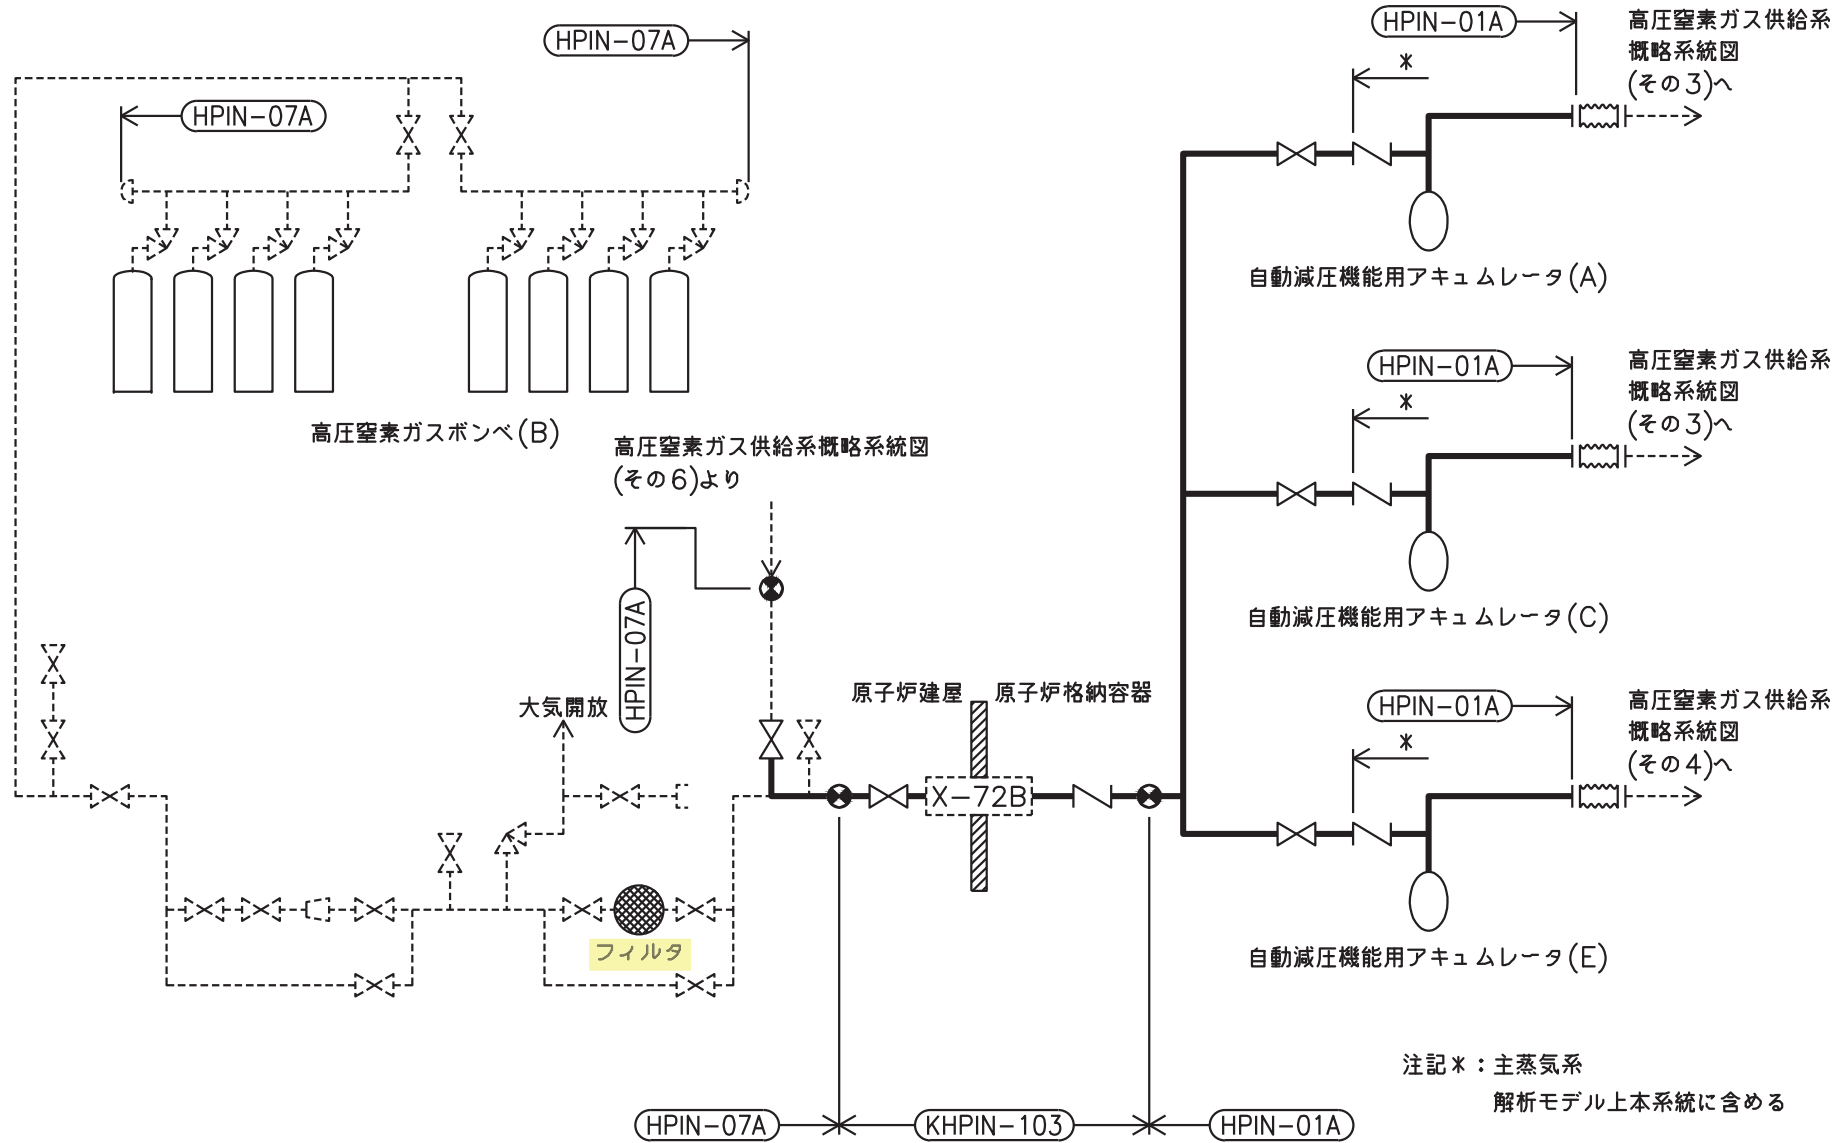 HPIN-07A
HPIN-07A
高圧窒素ガスボンベ(B)
高圧窒素ガス供給系概略系統図
(その6)より
HPIN-07A
大気開放
フィルタ
原子炉建屋
原子炉格納容器
X-72B
HPIN-01A
*
高圧窒素ガス供給系
概略系統図
(その3)へ
自動減圧機能用アキュムレータ(A)
HPIN-01A
*
高圧窒素ガス供給系
概略系統図
(その3)へ
自動減圧機能用アキュムレータ(C)
HPIN-01A
*
高圧窒素ガス供給系
概略系統図
(その4)へ
自動減圧機能用アキュムレータ(E)
注記*:主蒸気系
解析モデル上本系統に含める
HPIN-07A
KHPIN-103
HPIN-01A